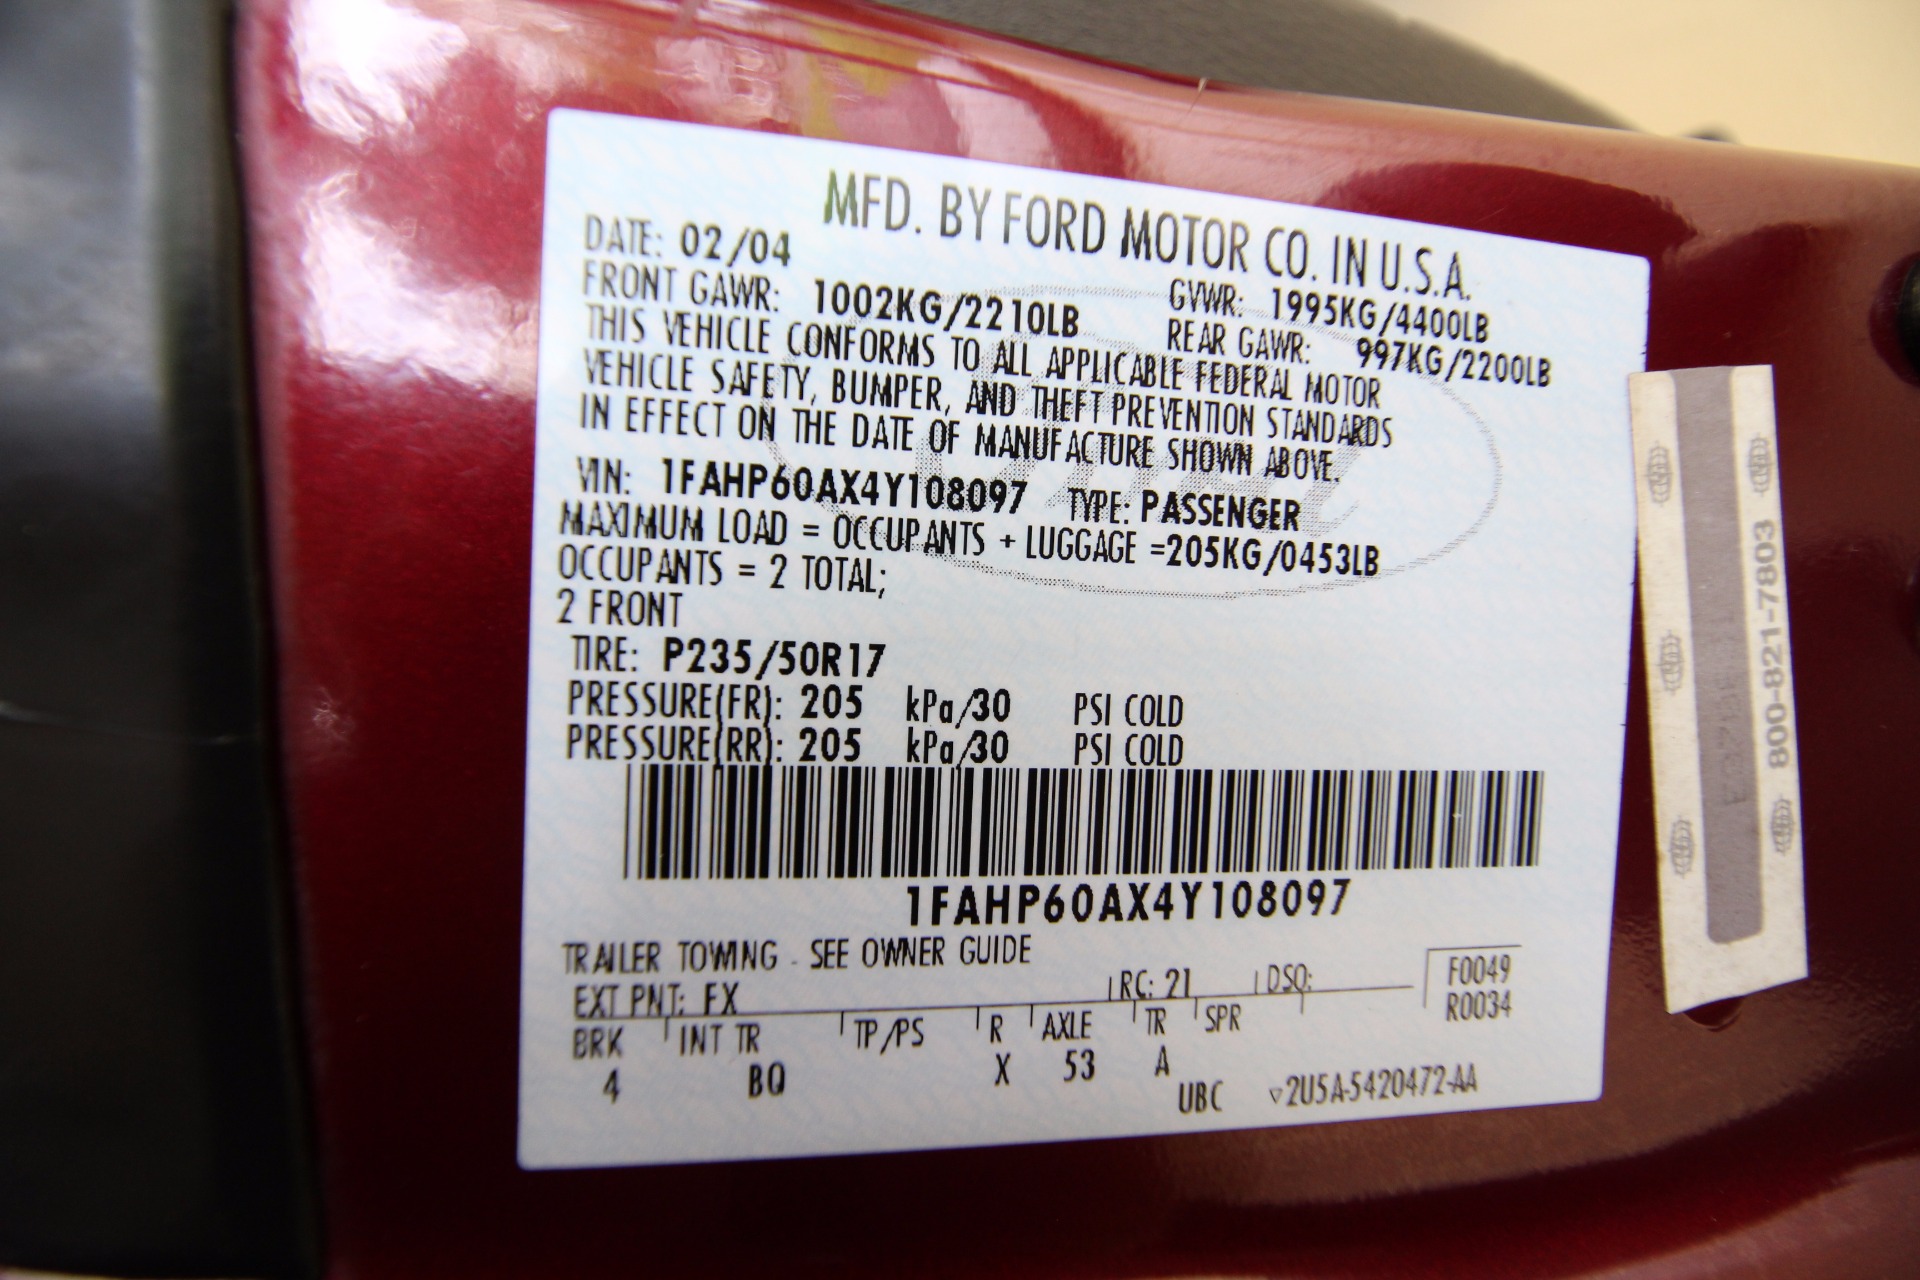 MFD. BY FORD MOTOR CO. IN U.S.A.
DATE: 02/04 GVWR: 1995KG/4400LB
FRONT GAWR: 1002KG/2210LB REAR GAWR: 997KG/2200LB
THIS VEHICLE CONFORMS TO ALL APPLICABLE FEDERAL MOTOR
VEHICLE SAFETY, BUMPER, AND THEFT PREVENTION STANDARDS
IN EFFECT ON THE DATE OF MANUFACTURE SHOWN ABOVE.
VIN: 1FAHP60AX4Y108097 TYPE: PASSENGER
MAXIMUM LOAD = OCCUPANTS + LUGGAGE =205KG/0453LB
OCCUPANTS = 2 TOTAL;
2 FRONT
TIRE: P235/50R17
PRESSURE(FR): 205 kPa/30 PSI COLD
PRESSURE(RR): 205 kPa/30 PSI COLD
1FAHP60AX4Y108097
TRAILER TOWING - SEE OWNER GUIDE
EXT PNT: FX RC: 21 DSO: F0049
R0034
BRK INT TR TP/PS R AXLE TR SPR
4 BQ X 53 A
UBC ▽2U5A-5420472-AA
800-821-7803